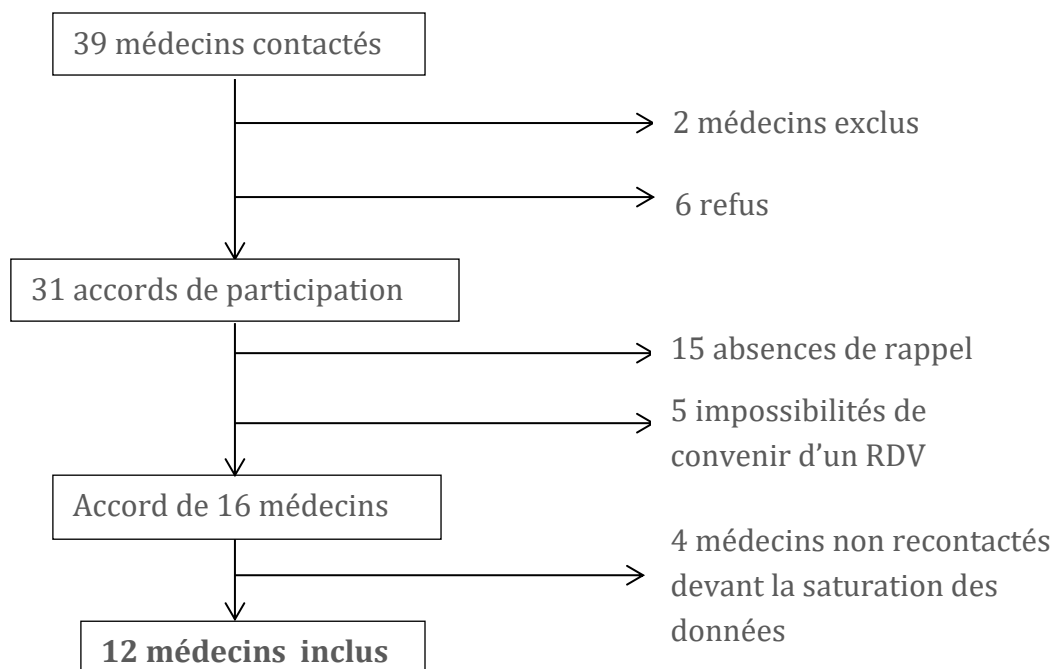 39 médecins contactés
2 médecins exclus
6 refus
31 accords de participation
15 absences de rappel
5 impossibilités de
convenir d’un RDV
Accord de 16 médecins
4 médecins non recontactés
devant la saturation des
données
12 médecins inclus